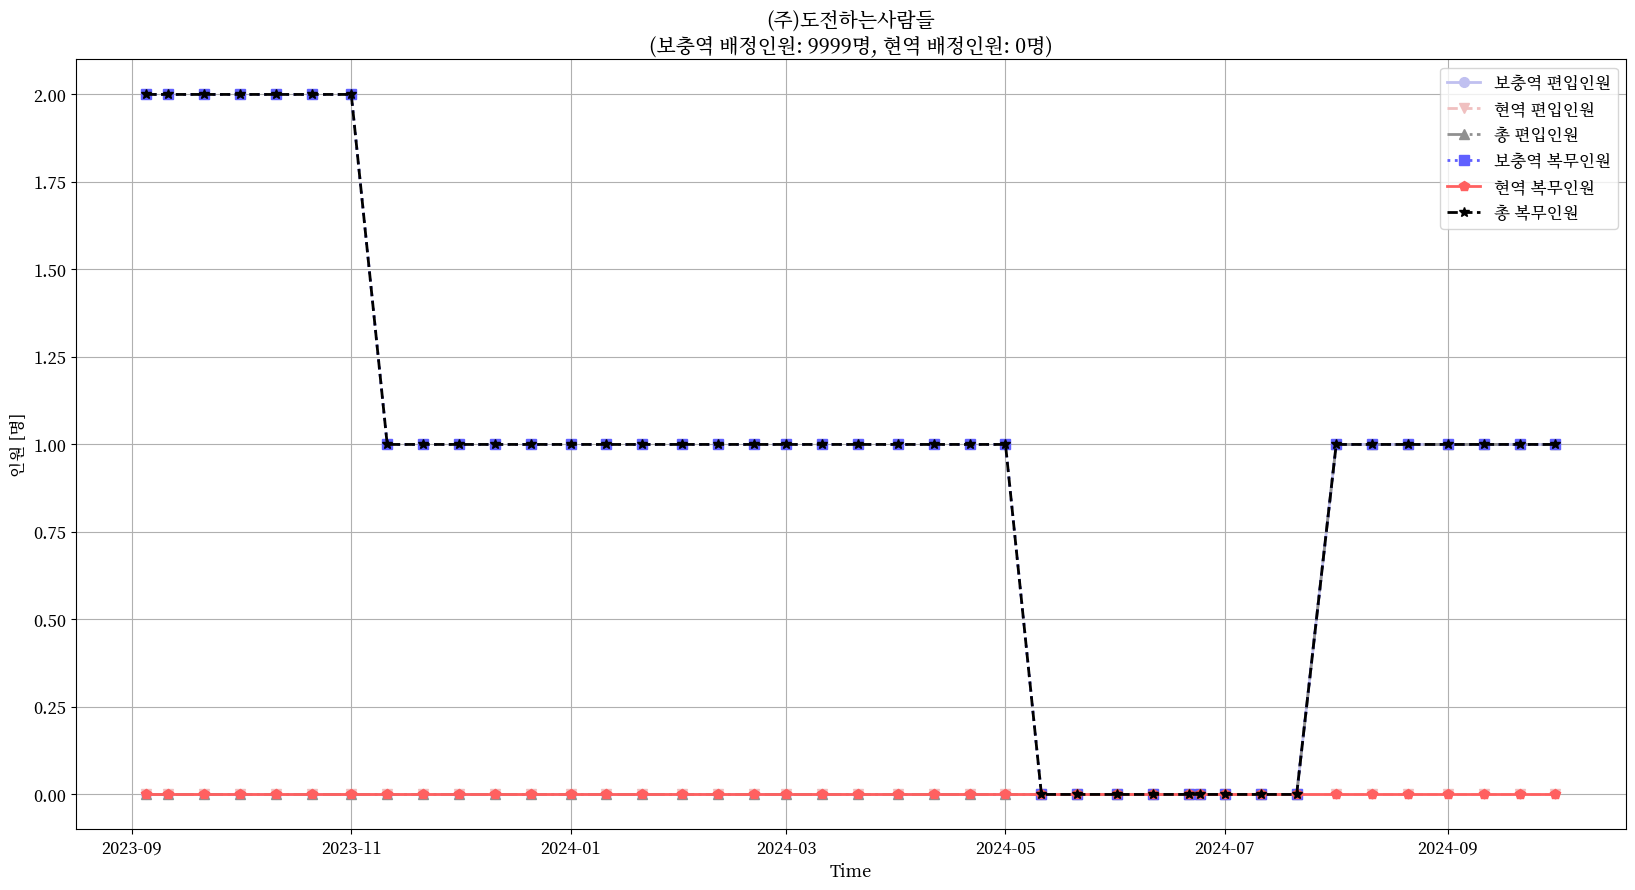 (주)도전하는사람들
(보충역 배정인원: 9999명, 현역 배정인원: 0명)
2.00
1.75
1.50
1.25
1.00
0.75
0.50
0.25
0.00
인원 [명]
보충역 편입인원
현역 편입인원
총 편입인원
보충역 복무인원
현역 복무인원
총 복무인원
2023-09
2023-11
2024-01
2024-03
2024-05
2024-07
2024-09
Time